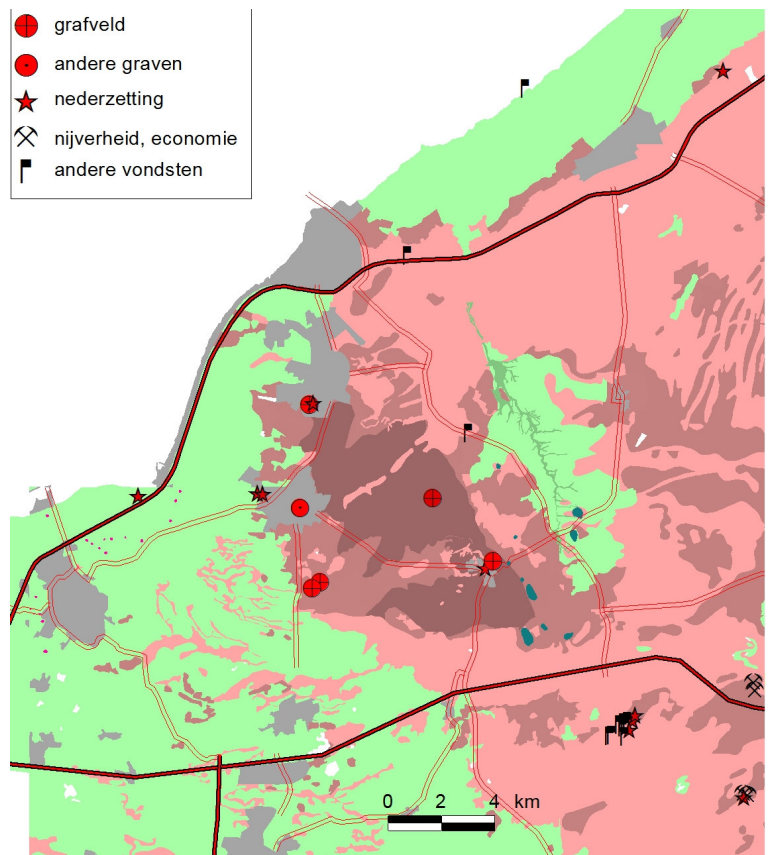 grafveld
andere graven
nederzetting
nijverheid, economie
andere vondsten
0 2 4 km